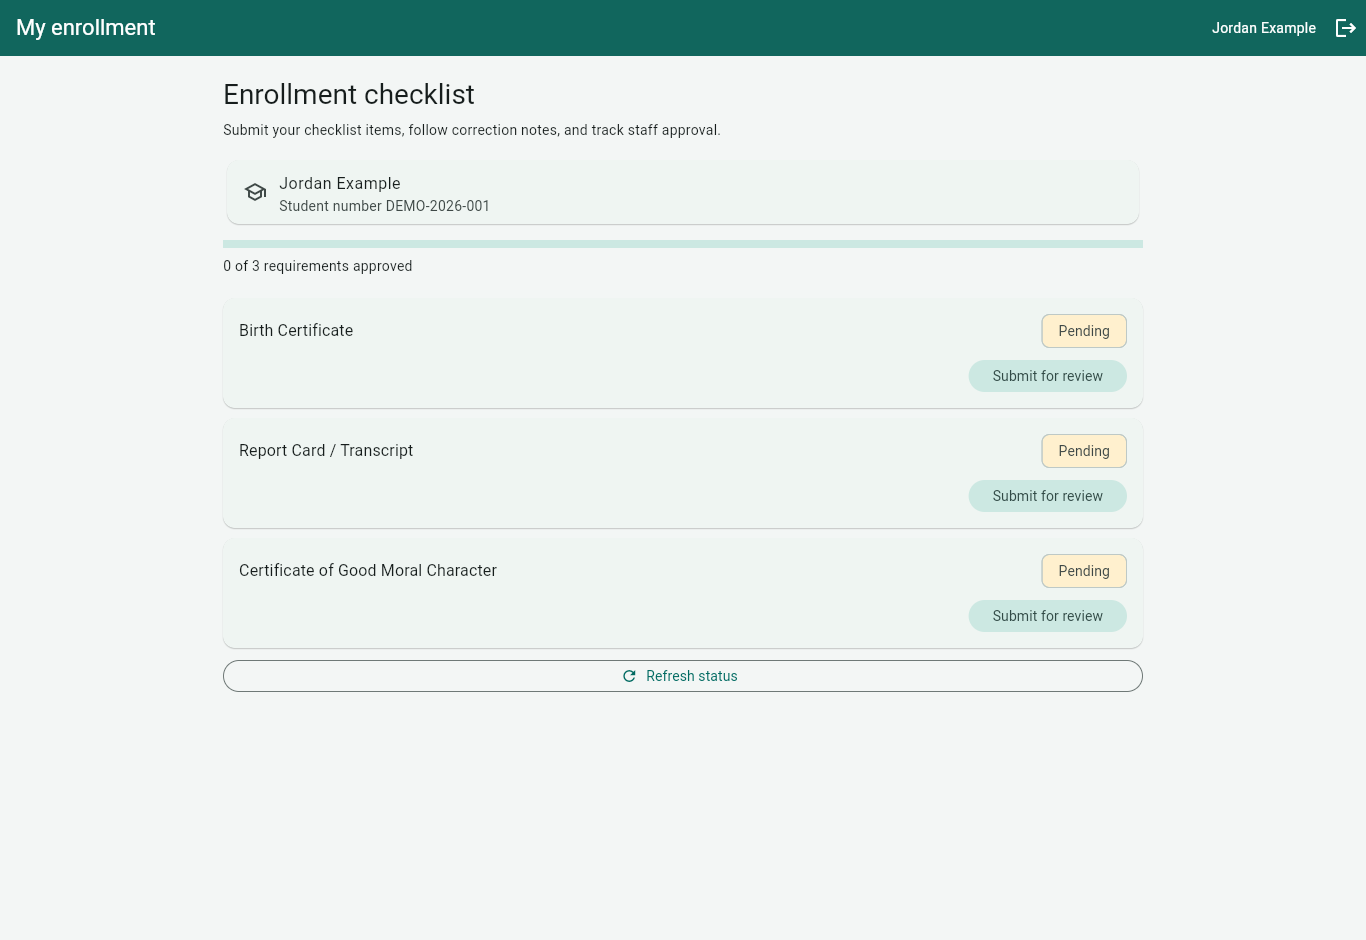 My enrollment
Jordan Example
Enrollment checklist
Submit your checklist items, follow correction notes, and track staff approval.
Jordan Example
Student number DEMO-2026-001
0 of 3 requirements approved
Birth Certificate
Pending
Submit for review
Report Card / Transcript
Pending
Submit for review
Certificate of Good Moral Character
Pending
Submit for review
Refresh status